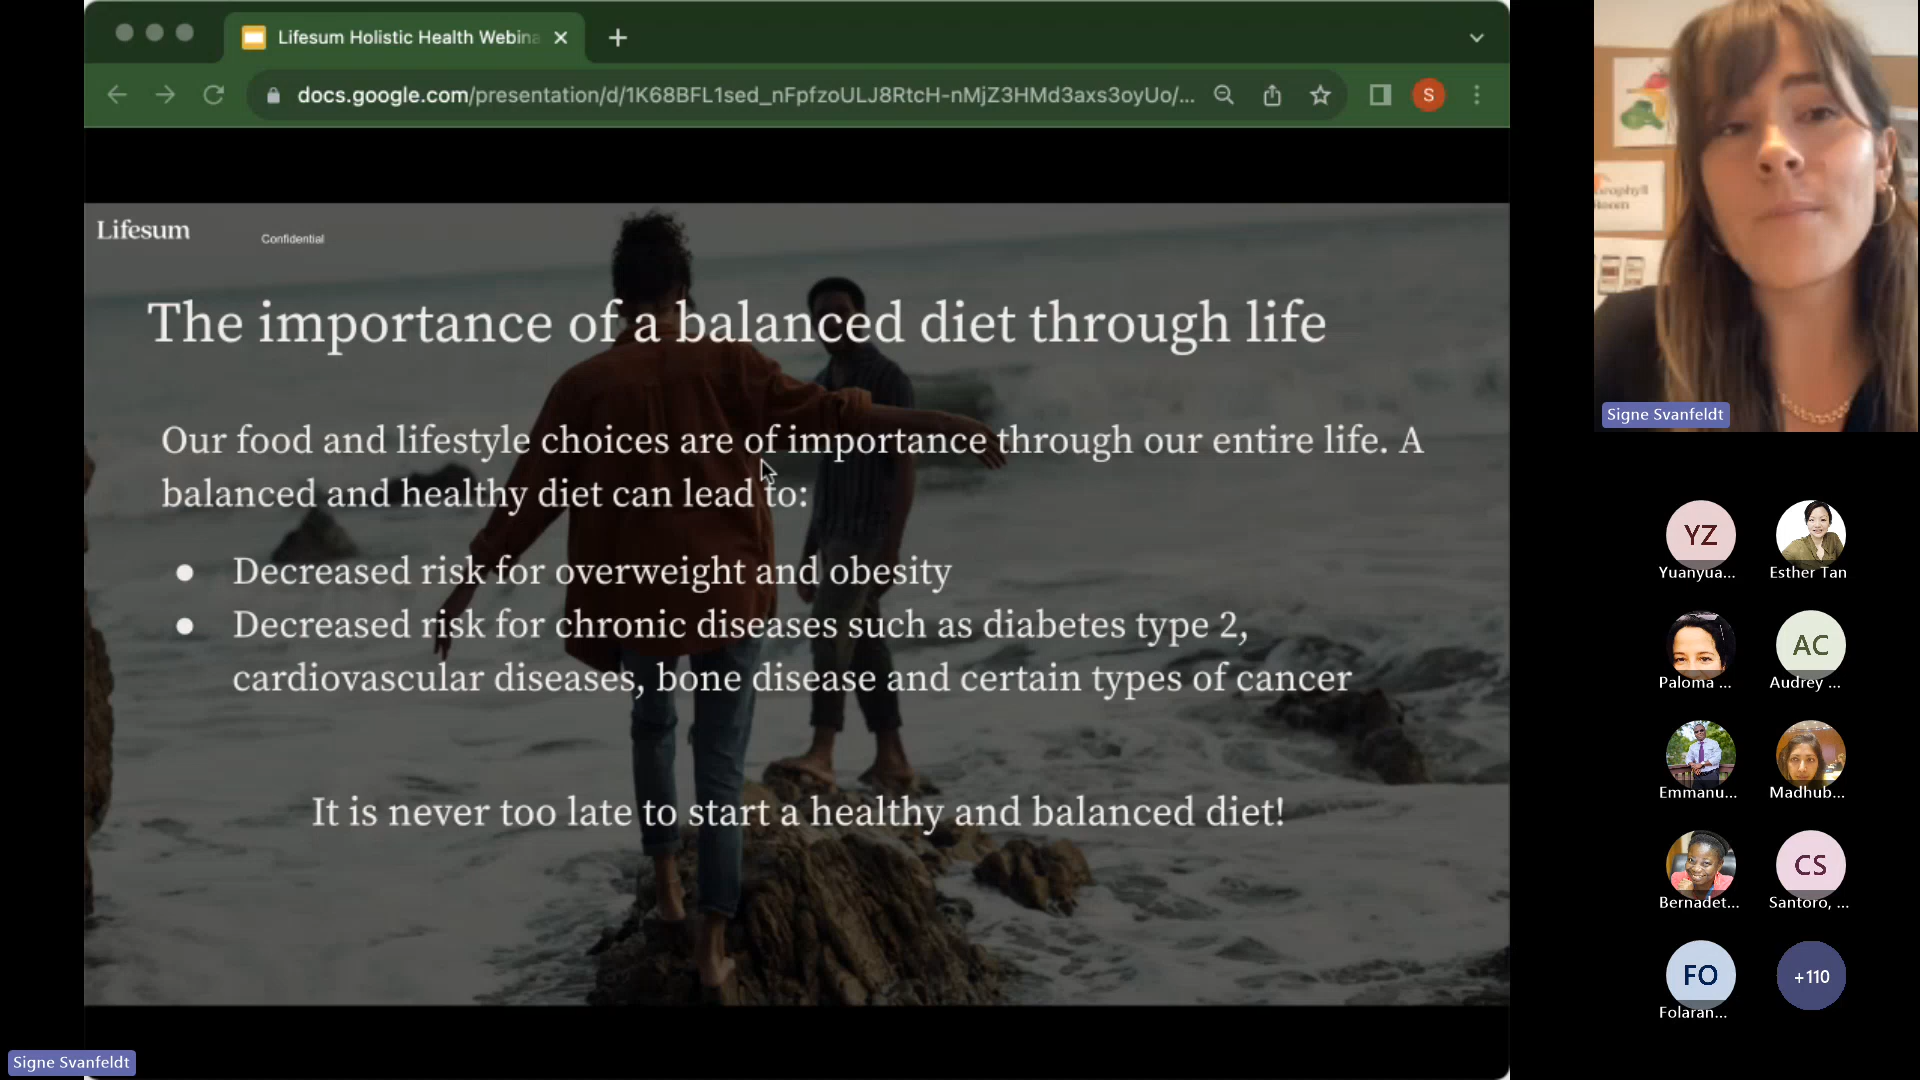 Lifesum Holistic Health Webina
docs.google.com/presentation/d/1K68BFL1sed_nFpfzoULJ8RtcH-nMjZ3HMd3axs3oyUo/...
S
Lifesum
Confidential
The importance of a balanced diet through life
Our food and lifestyle choices are of importance through our entire life. A
balanced and healthy diet can lead to:
● Decreased risk for overweight and obesity
● Decreased risk for chronic diseases such as diabetes type 2,
cardiovascular diseases, bone disease and certain types of cancer
It is never too late to start a healthy and balanced diet!
Signe Svanfeldt
Signe Svanfeldt
YZ
Yuanyua...
Esther Tan
Paloma ...
AC
Audrey ...
Emmanu...
Madhub...
Bernadet...
CS
Santoro, ...
FO
Folaran...
+110